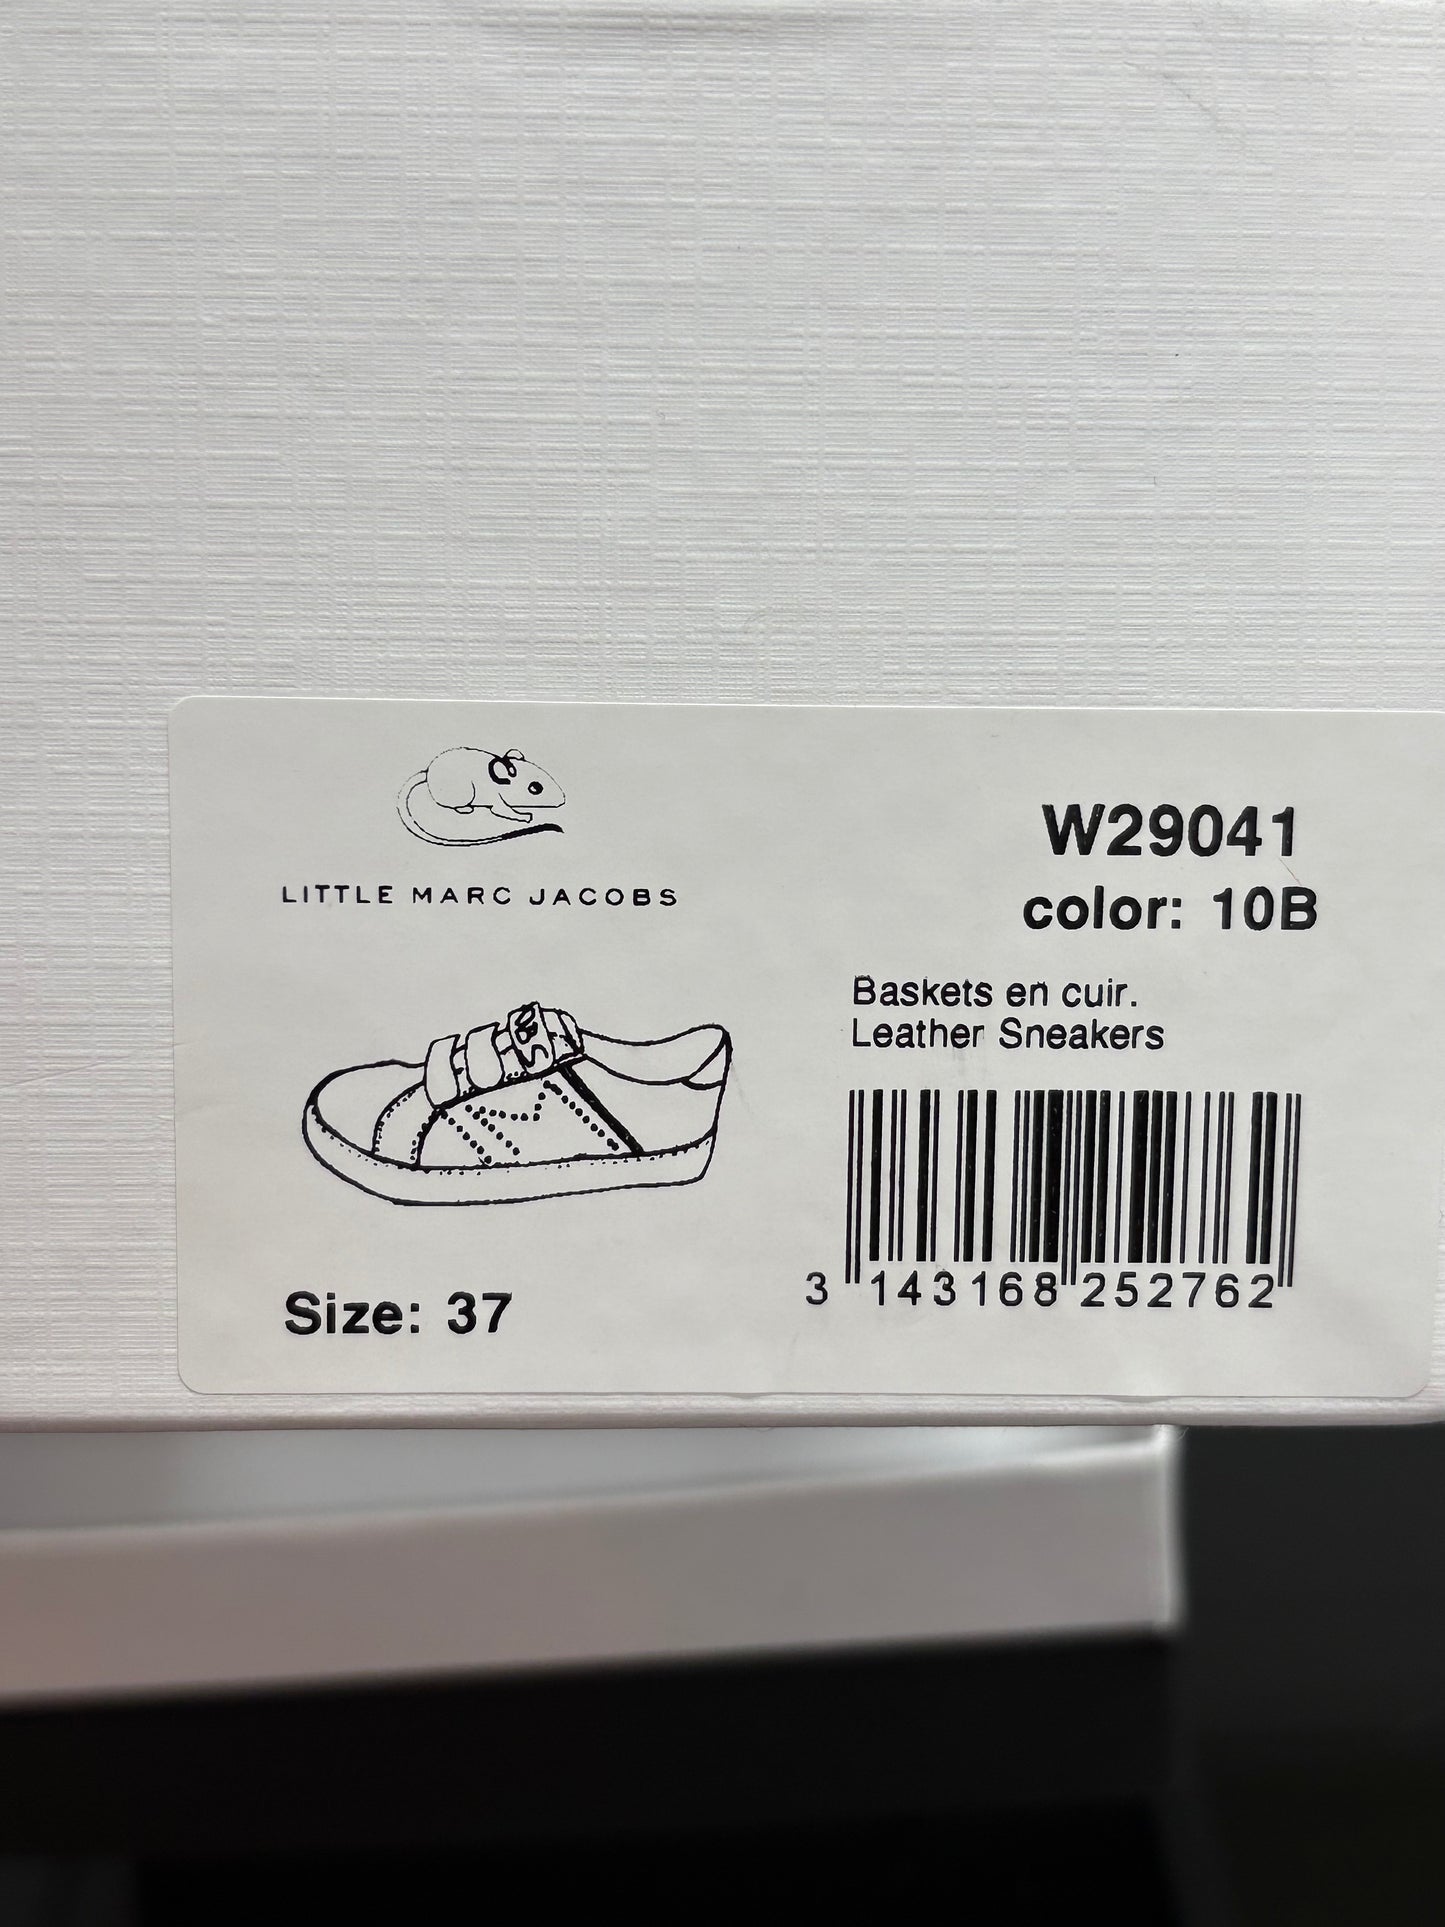 LITTLE MARC JACOBS
W29041
color: 10B
Baskets en cuir.
Leather Sneakers
3 143168 252762
Size: 37